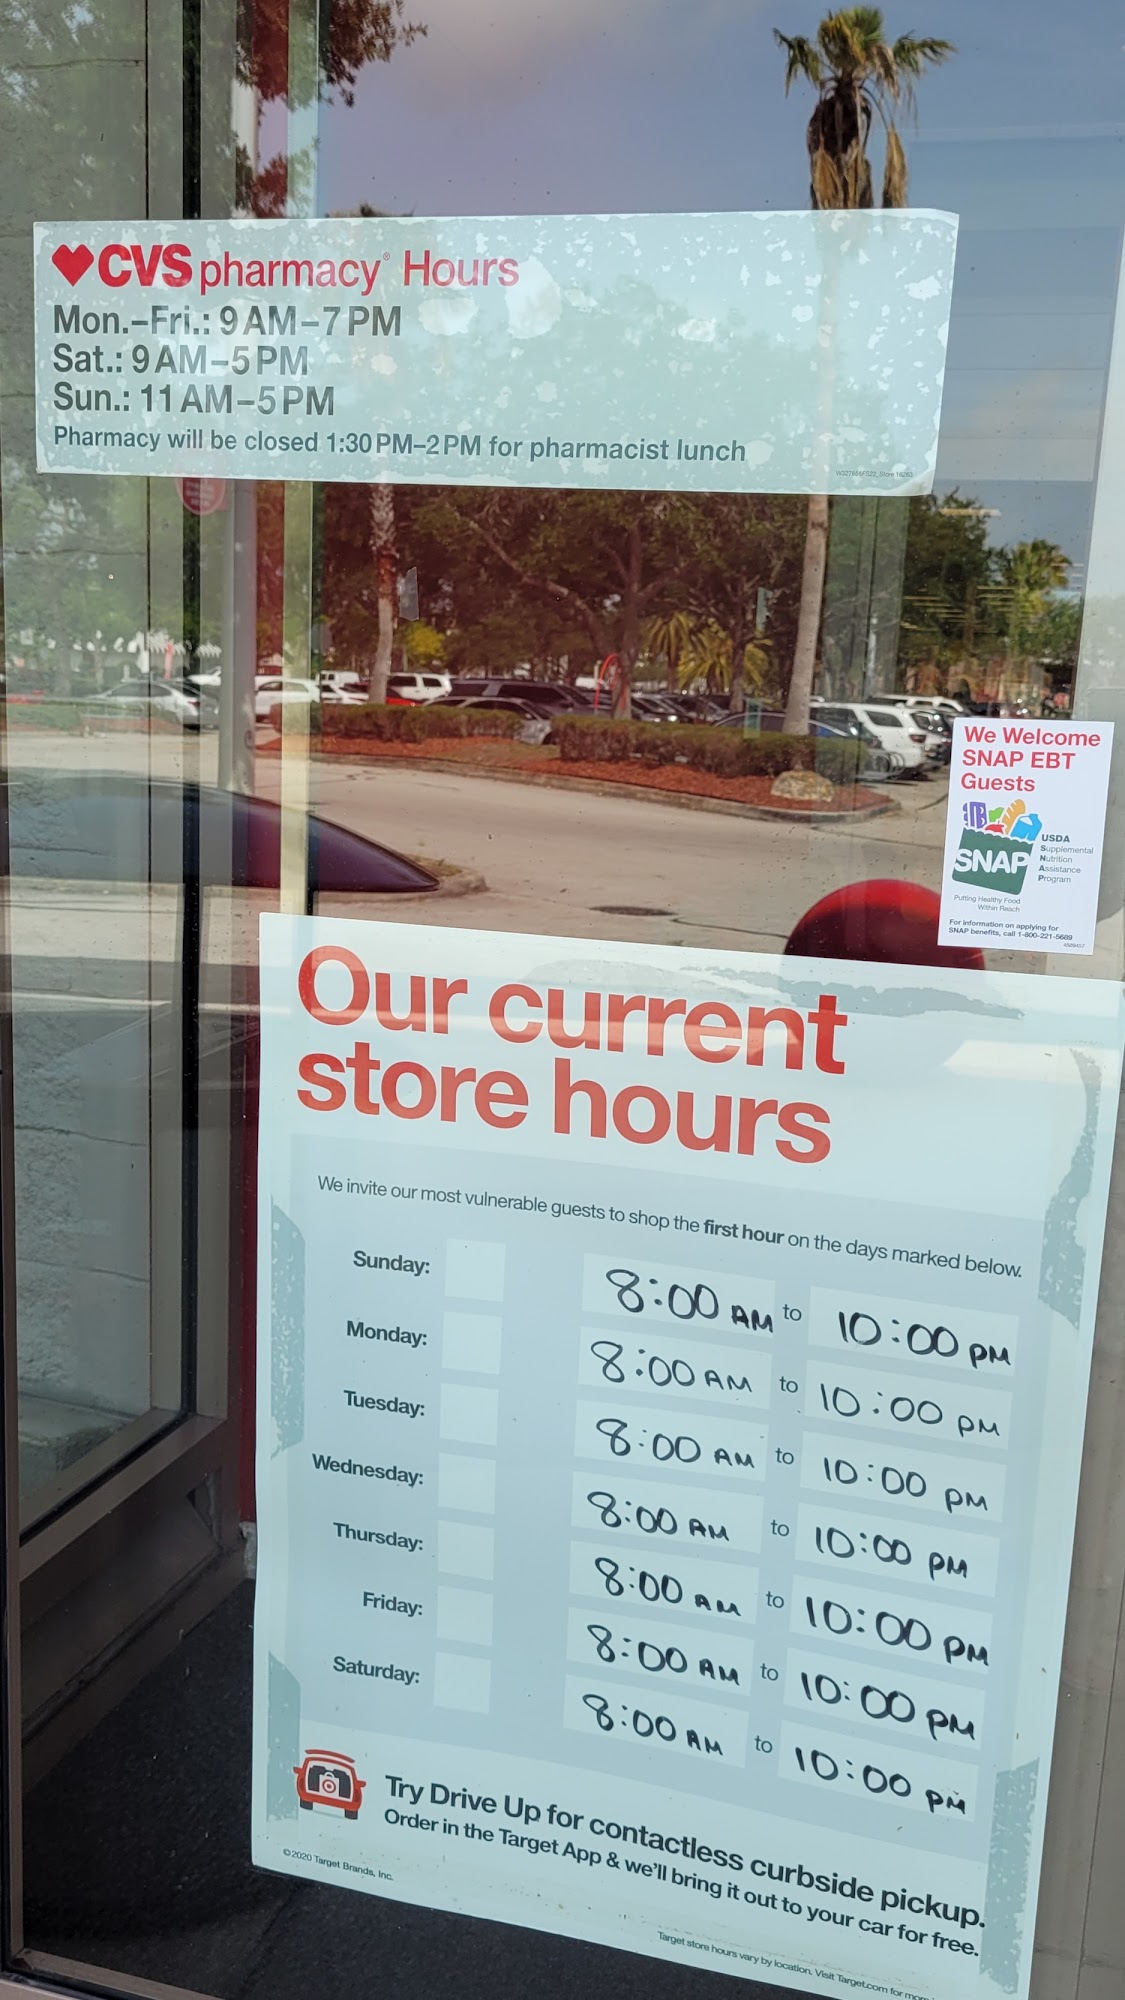 CVS pharmacy® Hours
Mon.–Fri.: 9 AM–7 PM
Sat.: 9 AM–5 PM
Sun.: 11 AM–5 PM
Pharmacy will be closed 1:30 PM–2 PM for pharmacist lunch
We Welcome
SNAP EBT
Guests
SNAP
USDA
Supplemental
Nutrition
Assistance
Program
Putting Healthy Food
Within Reach
For information on applying for
SNAP benefits, call 1-800-221-5689
Our current
store hours
We invite our most vulnerable guests to shop the first hour on the days marked below.
Sunday: 8:00 AM to 10:00 PM
Monday: 8:00 AM to 10:00 PM
Tuesday: 8:00 AM to 10:00 PM
Wednesday: 8:00 AM to 10:00 PM
Thursday: 8:00 AM to 10:00 PM
Friday: 8:00 AM to 10:00 PM
Saturday: 8:00 AM to 10:00 PM
Try Drive Up for contactless curbside pickup.
Order in the Target App & we'll bring it out to your car for free.
©2020 Target Brands, Inc.
Target store hours vary by location. Visit Target.com for more